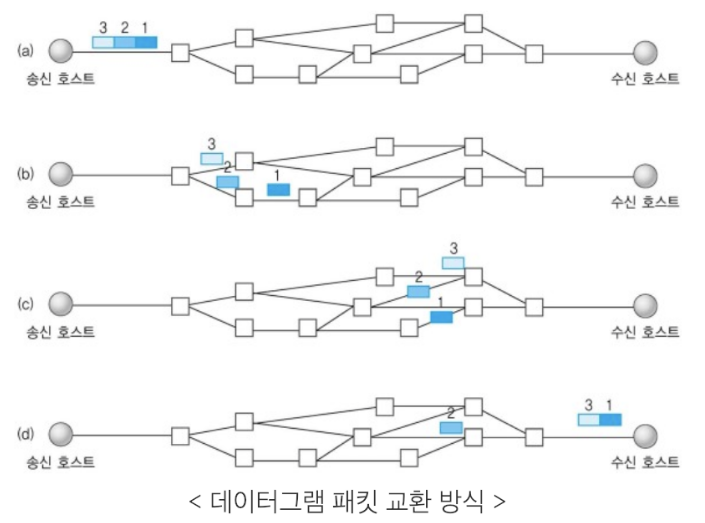 3 2 1
(a)
송신 호스트
수신 호스트
3
2
1
(b)
송신 호스트
수신 호스트
3
2
1
(c)
송신 호스트
수신 호스트
3 1
2
(d)
송신 호스트
수신 호스트
< 데이터그램 패킷 교환 방식 >